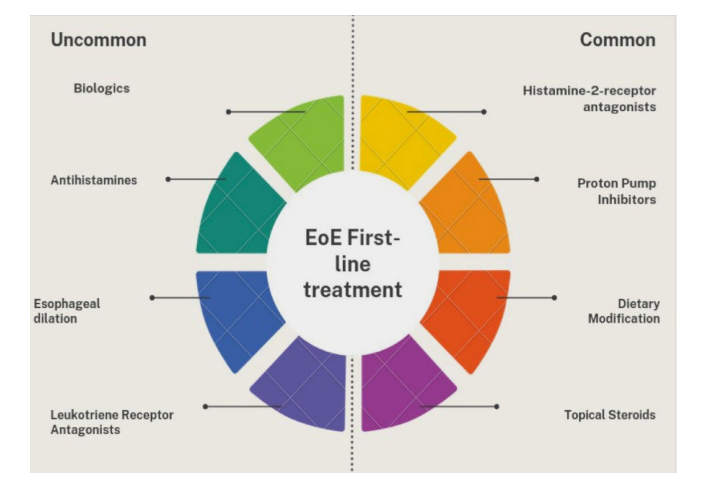 Uncommon
Common
Biologics
Histamine-2-receptor
antagonists
Antihistamines
Proton Pump
Inhibitors
EoE First-
line
treatment
Esophageal
dilation
Dietary
Modification
Leukotriene Receptor
Antagonists
Topical Steroids